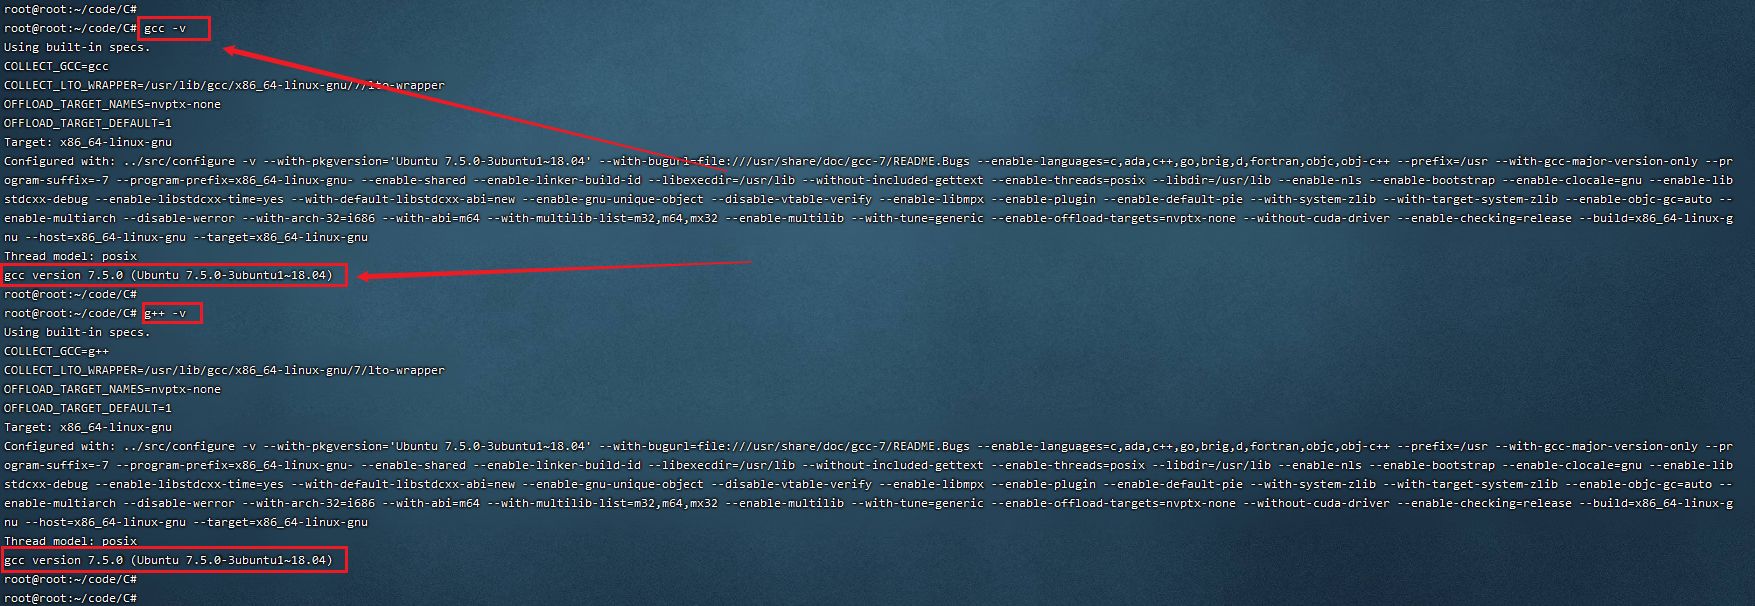 root@root:~/code/C#
root@root:~/code/C# gcc -v
Using built-in specs.
COLLECT_GCC=gcc
COLLECT_LTO_WRAPPER=/usr/lib/gcc/x86_64-linux-gnu/7/lto-wrapper
OFFLOAD_TARGET_NAMES=nvptx-none
OFFLOAD_TARGET_DEFAULT=1
Target: x86_64-linux-gnu
Configured with: ../src/configure -v --with-pkgversion='Ubuntu 7.5.0-3ubuntu1~18.04' --with-bugurl=file:///usr/share/doc/gcc-7/README.Bugs --enable-languages=c,ada,c++,go,brig,d,fortran,objc,obj-c++ --prefix=/usr --with-gcc-major-version-only --pr
ogram-suffix=-7 --program-prefix=x86_64-linux-gnu- --enable-shared --enable-linker-build-id --libexecdir=/usr/lib --without-included-gettext --enable-threads=posix --libdir=/usr/lib --enable-nls --enable-bootstrap --enable-clocale=gnu --enable-lib
stdcxx-debug --enable-libstdcxx-time=yes --with-default-libstdcxx-abi=new --enable-gnu-unique-object --disable-vtable-verify --enable-libmpx --enable-plugin --enable-default-pie --with-system-zlib --with-target-system-zlib --enable-objc-gc=auto --
enable-multiarch --disable-werror --with-arch-32=i686 --with-abi=m64 --with-multilib-list=m32,m64,mx32 --enable-multilib --with-tune=generic --enable-offload-targets=nvptx-none --without-cuda-driver --enable-checking=release --build=x86_64-linux-g
nu --host=x86_64-linux-gnu --target=x86_64-linux-gnu
Thread model: posix
gcc version 7.5.0 (Ubuntu 7.5.0-3ubuntu1~18.04)
root@root:~/code/C#
root@root:~/code/C# g++ -v
Using built-in specs.
COLLECT_GCC=g++
COLLECT_LTO_WRAPPER=/usr/lib/gcc/x86_64-linux-gnu/7/lto-wrapper
OFFLOAD_TARGET_NAMES=nvptx-none
OFFLOAD_TARGET_DEFAULT=1
Target: x86_64-linux-gnu
Configured with: ../src/configure -v --with-pkgversion='Ubuntu 7.5.0-3ubuntu1~18.04' --with-bugurl=file:///usr/share/doc/gcc-7/README.Bugs --enable-languages=c,ada,c++,go,brig,d,fortran,objc,obj-c++ --prefix=/usr --with-gcc-major-version-only --pr
ogram-suffix=-7 --program-prefix=x86_64-linux-gnu- --enable-shared --enable-linker-build-id --libexecdir=/usr/lib --without-included-gettext --enable-threads=posix --libdir=/usr/lib --enable-nls --enable-bootstrap --enable-clocale=gnu --enable-lib
stdcxx-debug --enable-libstdcxx-time=yes --with-default-libstdcxx-abi=new --enable-gnu-unique-object --disable-vtable-verify --enable-libmpx --enable-plugin --enable-default-pie --with-system-zlib --with-target-system-zlib --enable-objc-gc=auto --
enable-multiarch --disable-werror --with-arch-32=i686 --with-abi=m64 --with-multilib-list=m32,m64,mx32 --enable-multilib --with-tune=generic --enable-offload-targets=nvptx-none --without-cuda-driver --enable-checking=release --build=x86_64-linux-g
nu --host=x86_64-linux-gnu --target=x86_64-linux-gnu
Thread model: posix
gcc version 7.5.0 (Ubuntu 7.5.0-3ubuntu1~18.04)
root@root:~/code/C#
root@root:~/code/C#